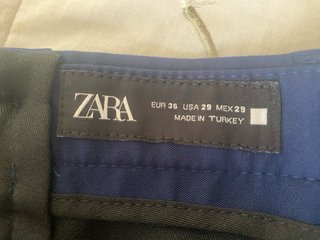 ZARA
EUR 36 USA 29 MEX 29
MADE IN TURKEY